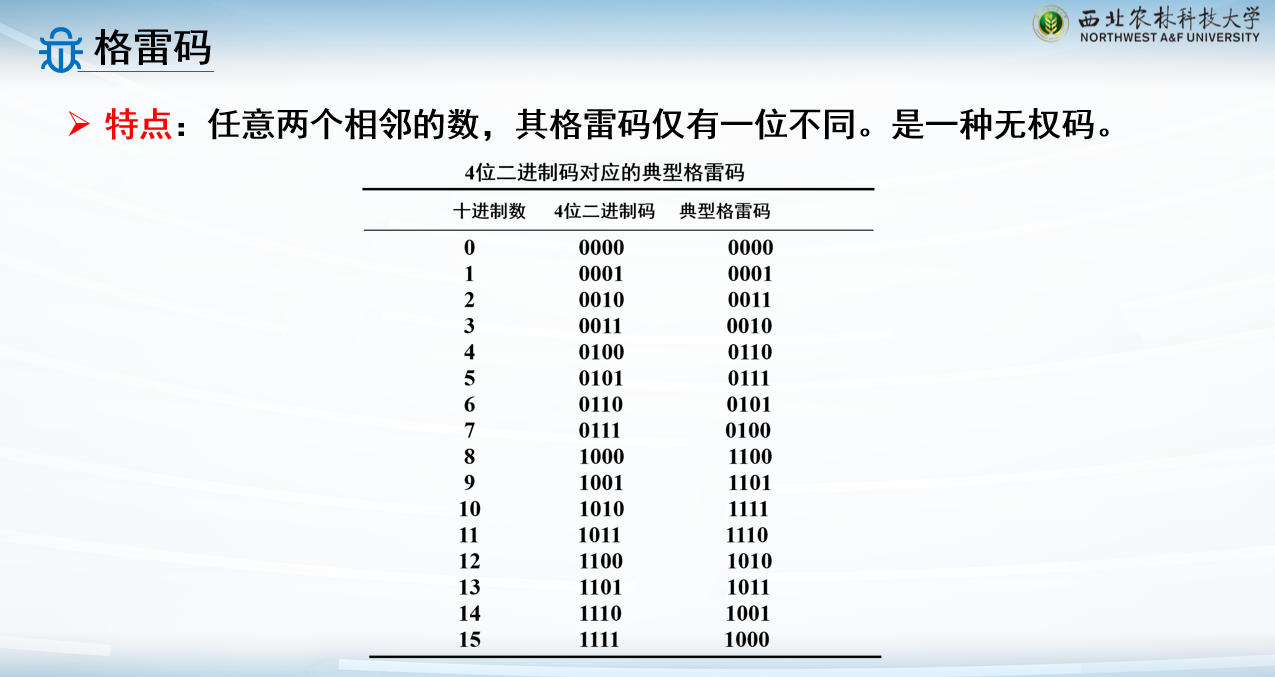 西北农林科技大学
NORTHWEST A&F UNIVERSITY
格雷码
特点：任意两个相邻的数，其格雷码仅有一位不同。是一种无权码。
4位二进制码对应的典型格雷码
十进制数 4位二进制码 典型格雷码
0 0000 0000
1 0001 0001
2 0010 0011
3 0011 0010
4 0100 0110
5 0101 0111
6 0110 0101
7 0111 0100
8 1000 1100
9 1001 1101
10 1010 1111
11 1011 1110
12 1100 1010
13 1101 1011
14 1110 1001
15 1111 1000